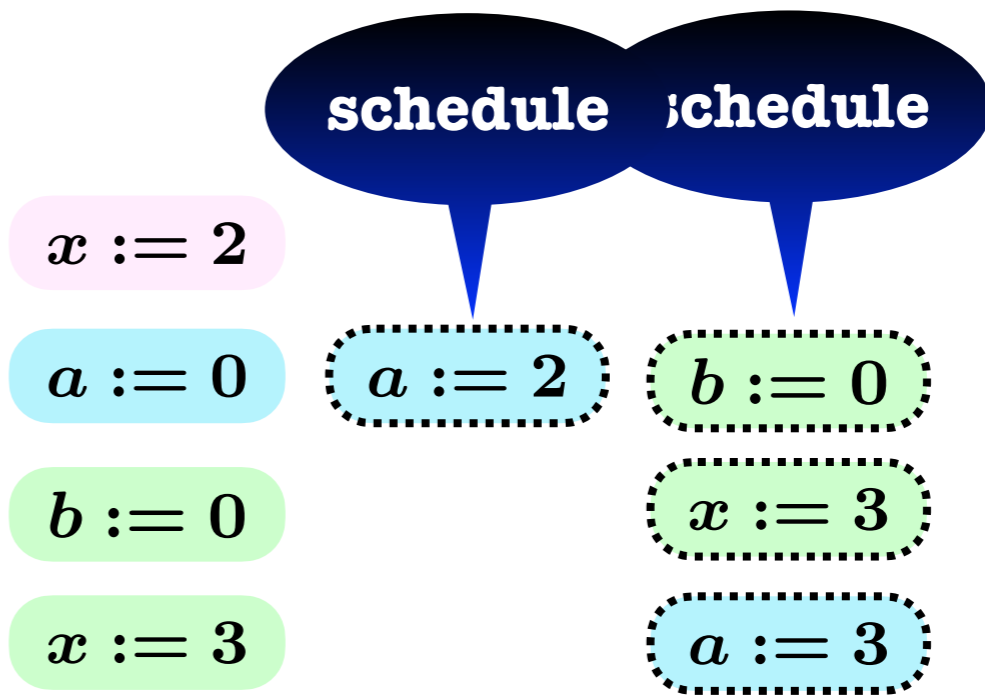 schedule chedule
x := 2
a := 0 a := 2 b := 0
b := 0 x := 3
x := 3 a := 3